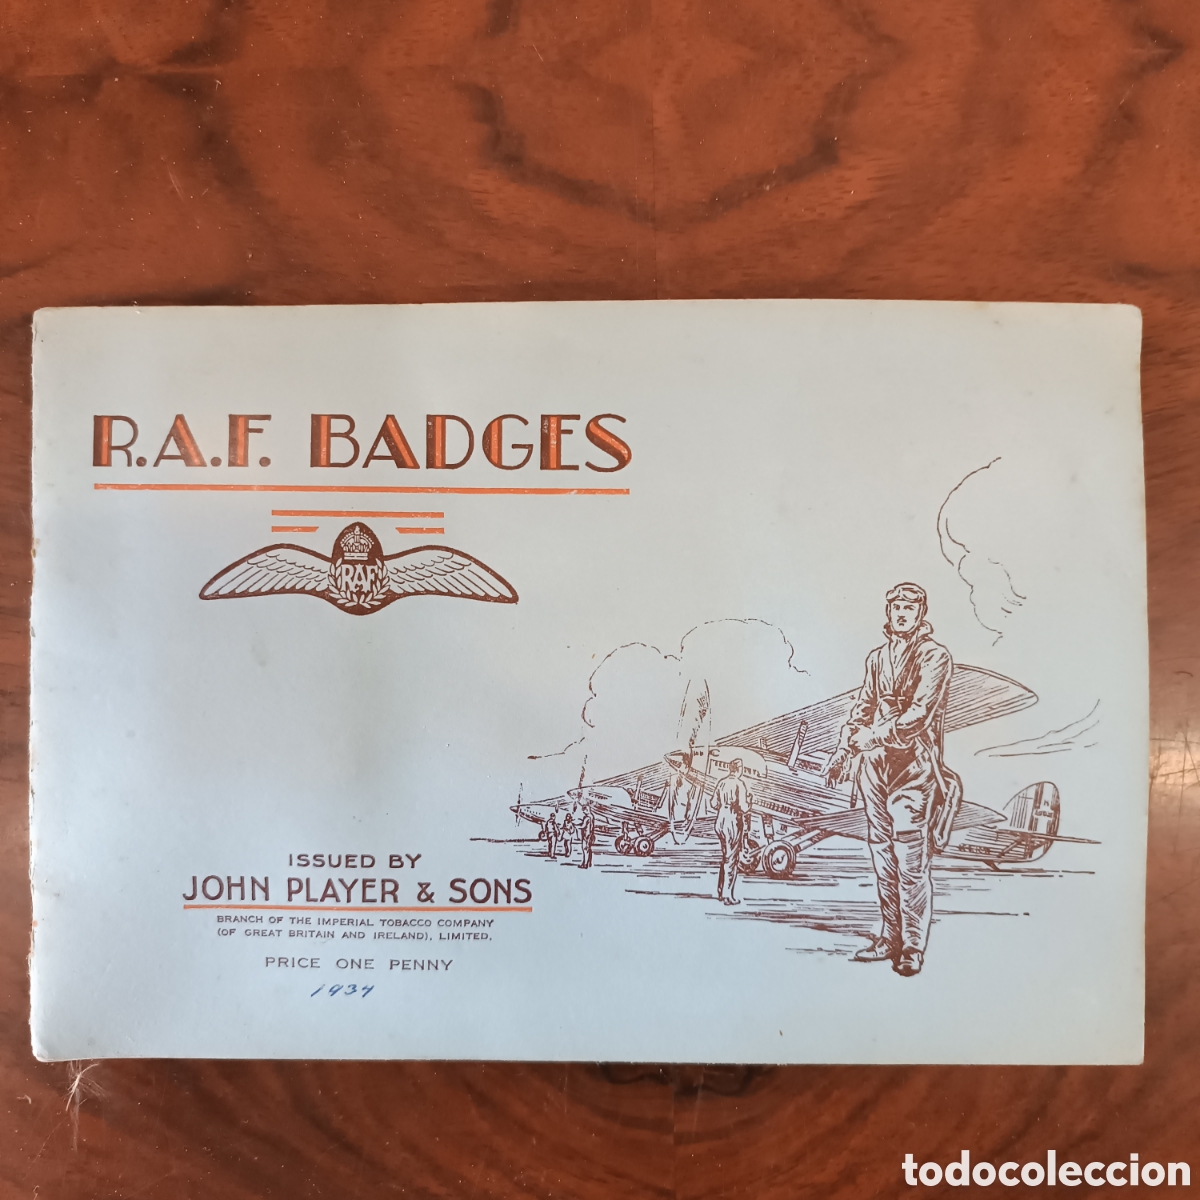 R.A.F. BADGES
RAF
ISSUED BY
JOHN PLAYER & SONS
BRANCH OF THE IMPERIAL TOBACCO COMPANY
(OF GREAT BRITAIN AND IRELAND), LIMITED.
PRICE ONE PENNY
1937
todocoleccion